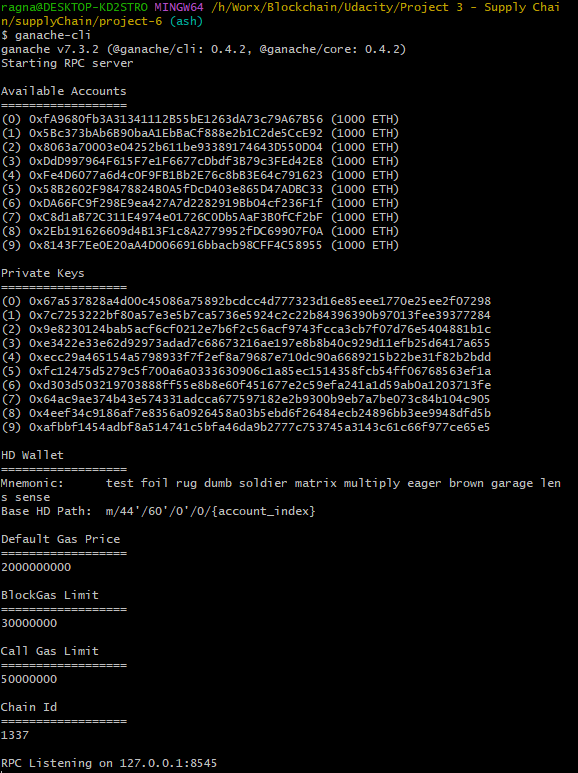 ragna@DESKTOP-KD2STRO MINGW64 /h/Worx/Blockchain/Udacity/Project 3 - Supply Chai
n/supplyChain/project-6 (ash)
$ ganache-cli
ganache v7.3.2 (@ganache/cli: 0.4.2, @ganache/core: 0.4.2)
Starting RPC server

Available Accounts
==================
(0) 0xfA9680fb3A31341112B55bE1263dA73c79A67B56 (1000 ETH)
(1) 0x5Bc373bAb6B90baA1EbBaCf888e2b1C2de5CcE92 (1000 ETH)
(2) 0x8063a70003e04252b611be93389174643D550D04 (1000 ETH)
(3) 0xDdD997964F615F7e1F6677cDbdf3B79c3FEd42E8 (1000 ETH)
(4) 0xFe4D6077a6d4c0F9FB1Bb2E76c8bB3E64c791623 (1000 ETH)
(5) 0x58B2602F98478824B0A5fDcD403e865D47ADBC33 (1000 ETH)
(6) 0xDA66FC9f298E9ea427A7d2282919Bb04cf236F1f (1000 ETH)
(7) 0xC8d1aB72C311E4974e01726C0Db5AaF3B0fCf2bF (1000 ETH)
(8) 0x2Eb191626609d4B13F1c8A2779952fDC69907F0A (1000 ETH)
(9) 0x8143F7Ee0E20aA4D0066916bbacb98CFF4C58955 (1000 ETH)

Private Keys
==================
(0) 0x67a537828a4d00c45086a75892bcdcc4d777323d16e85eee1770e25ee2f07298
(1) 0x7c7253222bf80a57e3e5b7ca5736e5924c2c22b84396390b97013fee39377284
(2) 0x9e8230124bab5acf6cf0212e7b6f2c56acf9743fcca3cb7f07d76e5404881b1c
(3) 0xe3422e33e62d92973adad7c68673216ae197e8b8b40c929d11efb25d6417a655
(4) 0xecc29a465154a5798933f7f2ef8a79687e710dc90a6689215b22be31f82b2bdd
(5) 0xfc12475d5279c5f700a6a0333630906c1a85ec1514358fcb54ff06768563ef1a
(6) 0xd303d503219703888ff55e8b8e60f451677e2c59efa241a1d59ab0a1203713fe
(7) 0x64ac9ae374b43e574331adcca677597182e2b9300b9eb7a7be073c84b104c905
(8) 0x4eef34c9186af7e8356a0926458a03b5ebd6f26484ecb24896bb3ee9948dfd5b
(9) 0xafbbf1454adbf8a514741c5bfa46da9b2777c753745a3143c61c66f977ce65e5

HD Wallet
==================
Mnemonic:      test foil rug dumb soldier matrix multiply eager brown garage len
s sense
Base HD Path:  m/44'/60'/0'/0/{account_index}

Default Gas Price
==================
2000000000

BlockGas Limit
==================
30000000

Call Gas Limit
==================
50000000

Chain Id
==================
1337

RPC Listening on 127.0.0.1:8545